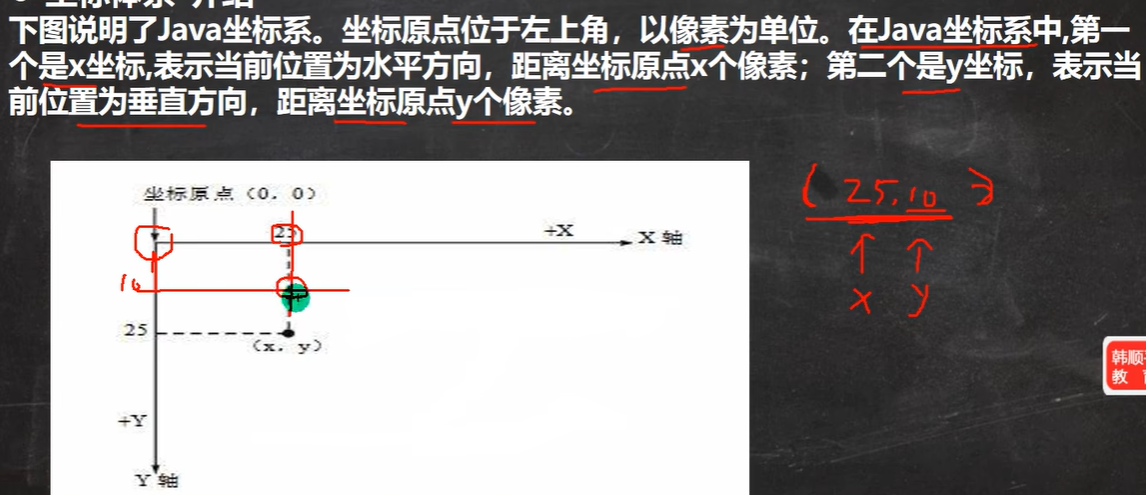 下图说明了Java坐标系。坐标原点位于左上角，以像素为单位。在Java坐标系中,第一
个是x坐标,表示当前位置为水平方向，距离坐标原点x个像素；第二个是y坐标，表示当
前位置为垂直方向，距离坐标原点y个像素。
坐标原点（0，0）
(25,10)
+X
X 轴
10
x y
25
（x，y）
韩顺
教
+Y
Y 轴